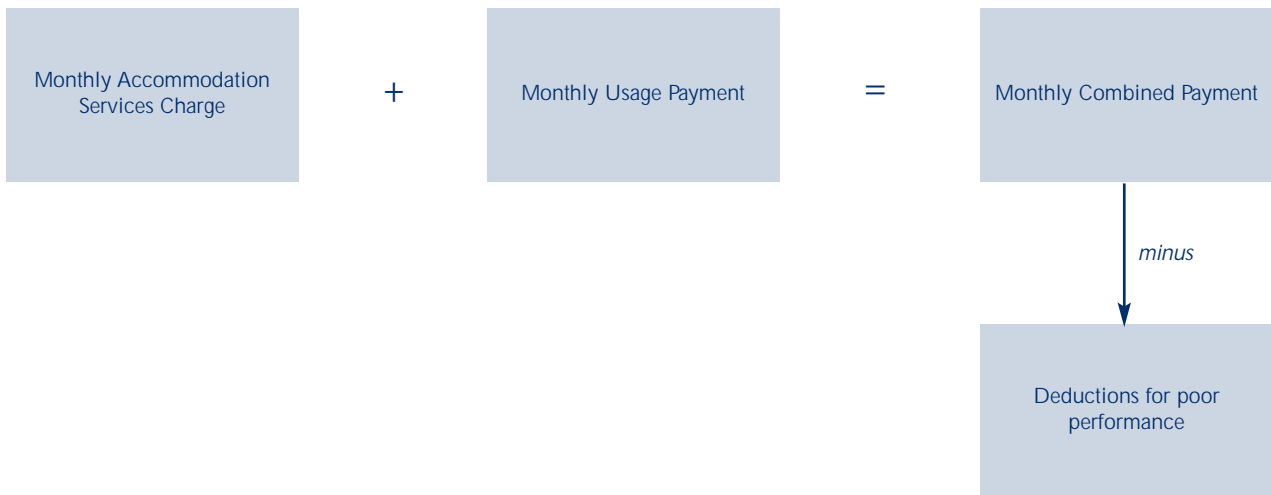 Monthly Accommodation
Services Charge
+
Monthly Usage Payment
=
Monthly Combined Payment
minus
Deductions for poor
performance